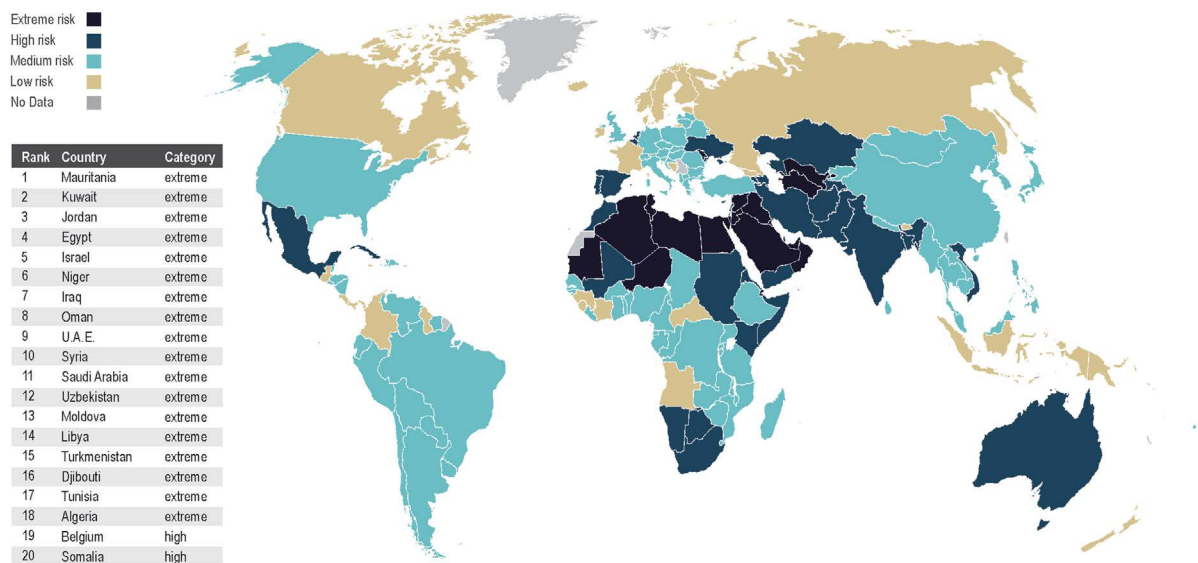 Extreme risk
High risk
Medium risk
Low risk
No Data
Rank Country Category
1 Mauritania extreme
2 Kuwait extreme
3 Jordan extreme
4 Egypt extreme
5 Israel extreme
6 Niger extreme
7 Iraq extreme
8 Oman extreme
9 U.A.E. extreme
10 Syria extreme
11 Saudi Arabia extreme
12 Uzbekistan extreme
13 Moldova extreme
14 Libya extreme
15 Turkmenistan extreme
16 Djibouti extreme
17 Tunisia extreme
18 Algeria extreme
19 Belgium high
20 Somalia high